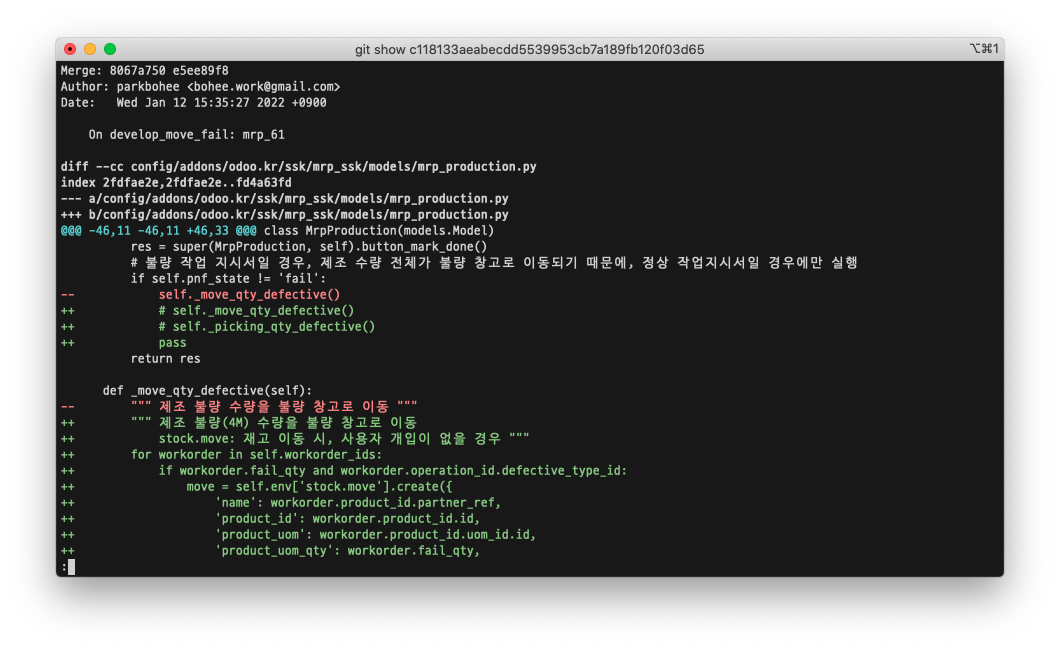 git show c118133aeabecdd5539953cb7a189fb120f03d65 ⌥⌘1
Merge: 8067a750 e5ee89f8
Author: parkbohee <bohee.work@gmail.com>
Date:   Wed Jan 12 15:35:27 2022 +0900
    On develop_move_fail: mrp_61
diff --cc config/addons/odoo.kr/ssk/mrp_ssk/models/mrp_production.py
index 2fdfae2e,2fdfae2e..fd4a63fd
--- a/config/addons/odoo.kr/ssk/mrp_ssk/models/mrp_production.py
+++ b/config/addons/odoo.kr/ssk/mrp_ssk/models/mrp_production.py
@@@ -46,11 -46,11 +46,33 @@@ class MrpProduction(models.Model)
          res = super(MrpProduction, self).button_mark_done()
          # 불량 작업 지시서일 경우, 제조 수량 전체가 불량 창고로 이동되기 때문에, 정상 작업지시서일 경우에만 실행
          if self.pnf_state != 'fail':
--            self._move_qty_defective()
++            # self._move_qty_defective()
++            # self._picking_qty_defective()
++            pass
          return res
      def _move_qty_defective(self):
--        """ 제조 불량 수량을 불량 창고로 이동 """
++        """ 제조 불량(4M) 수량을 불량 창고로 이동
++            stock.move: 재고 이동 시, 사용자 개입이 없을 경우 """
++        for workorder in self.workorder_ids:
++            if workorder.fail_qty and workorder.operation_id.defective_type_id:
++                move = self.env['stock.move'].create({
++                    'name': workorder.product_id.partner_ref,
++                    'product_id': workorder.product_id.id,
++                    'product_uom': workorder.product_id.uom_id.id,
++                    'product_uom_qty': workorder.fail_qty,
: